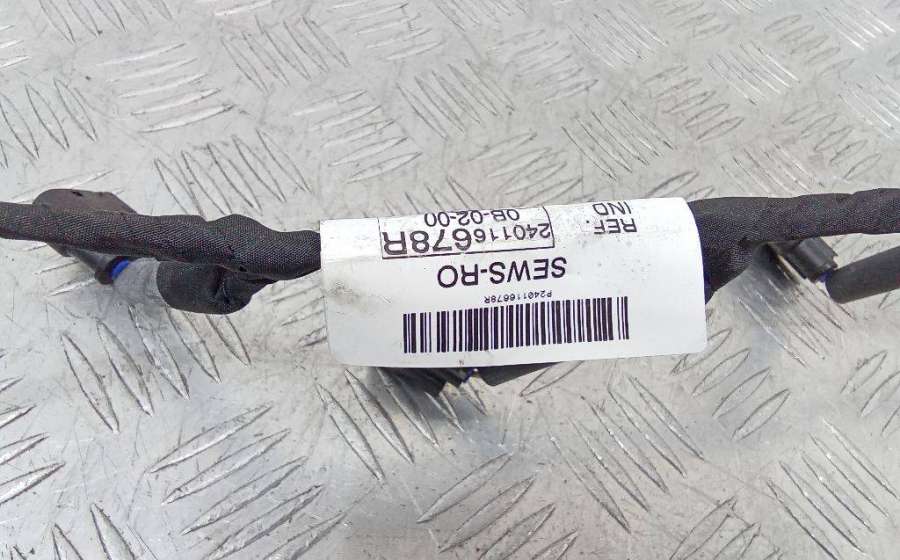 P240116678R
SEWS-RO
REF. 240116678R
IND 0B-02-00